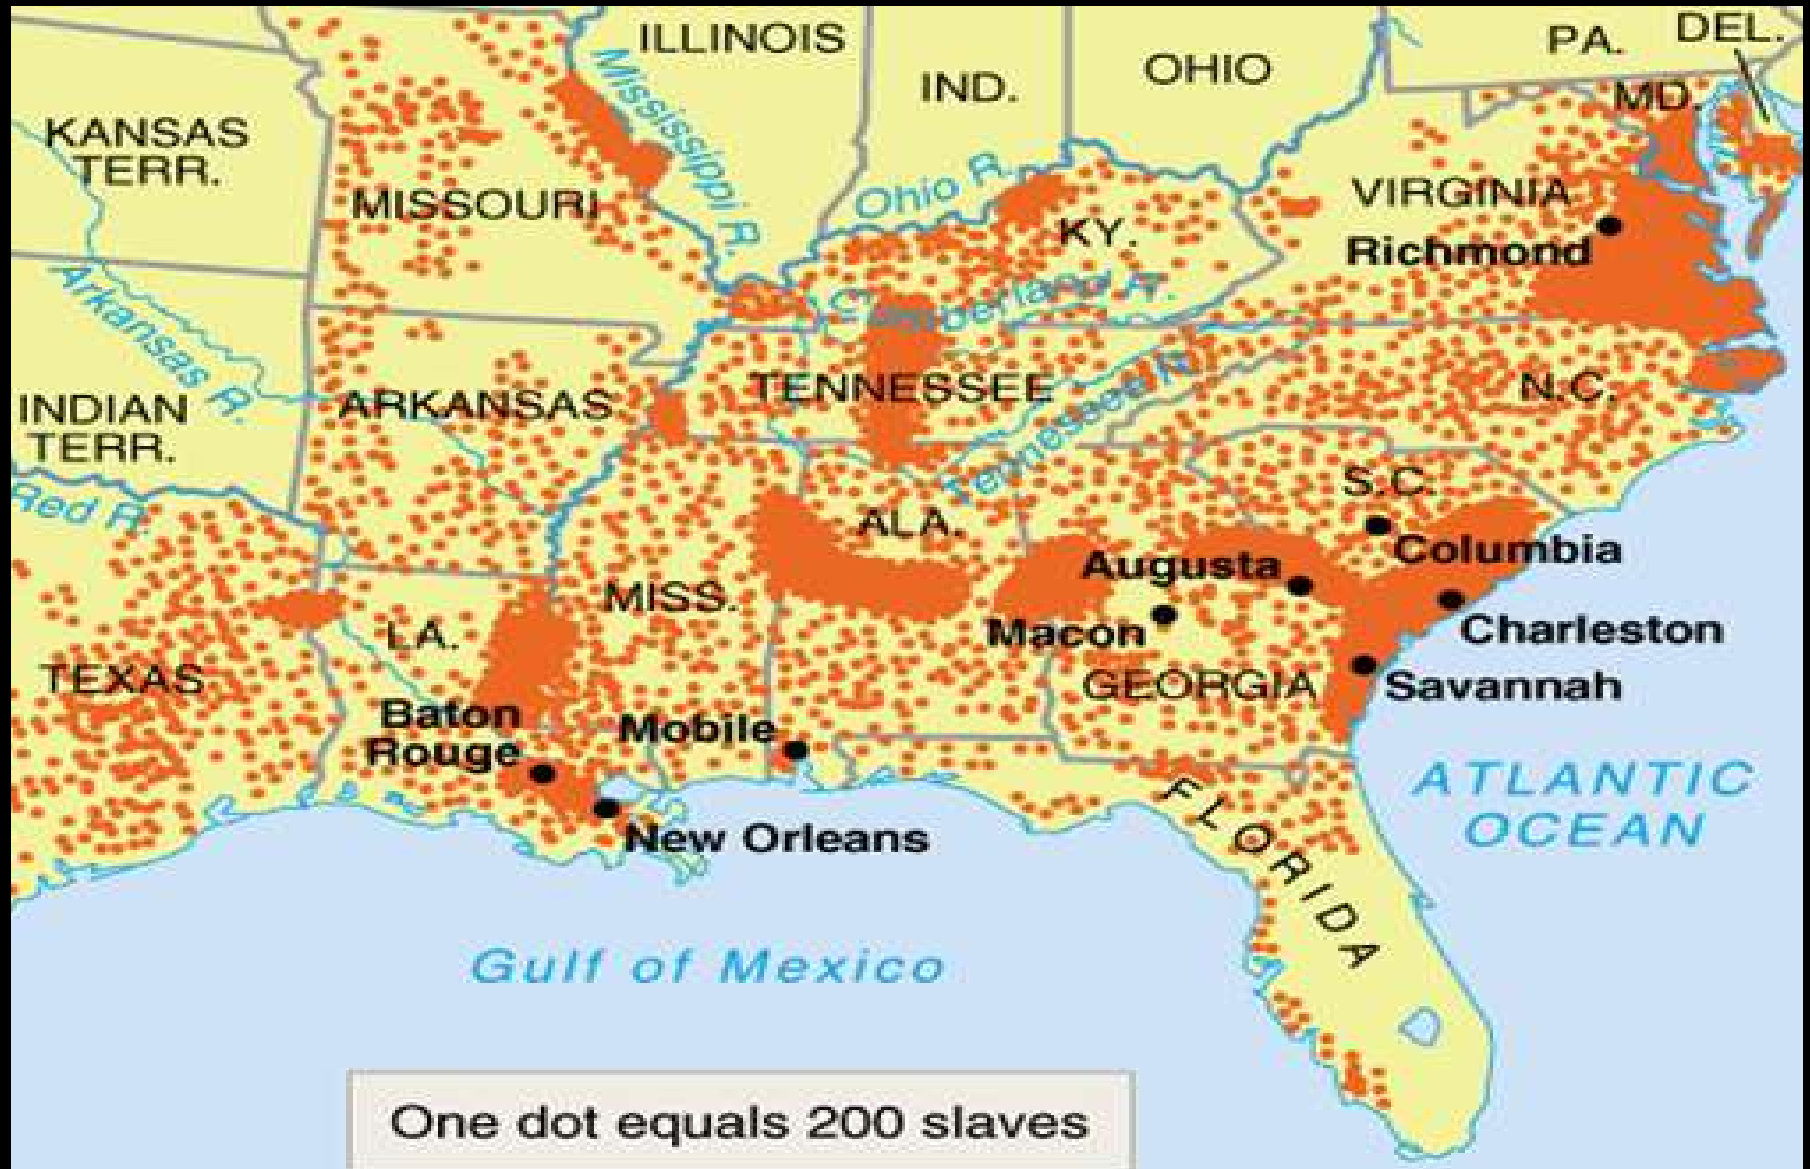 ILLINOIS
IND.
OHIO
PA.
DEL.
MD.
KANSAS
TERR.
Mississippi R.
MISSOURI
Ohio R.
KY.
VIRGINIA
Richmond
Arkansas R.
Cumberland R.
INDIAN
TERR.
ARKANSAS
TENNESSEE
Tennessee R.
N.C.
Red R.
S.C.
Columbia
ALA.
Augusta
MISS.
Macon
Charleston
LA.
TEXAS
GEORGIA
Savannah
Baton
Rouge
Mobile
New Orleans
FLORIDA
ATLANTIC
OCEAN
Gulf of Mexico
One dot equals 200 slaves